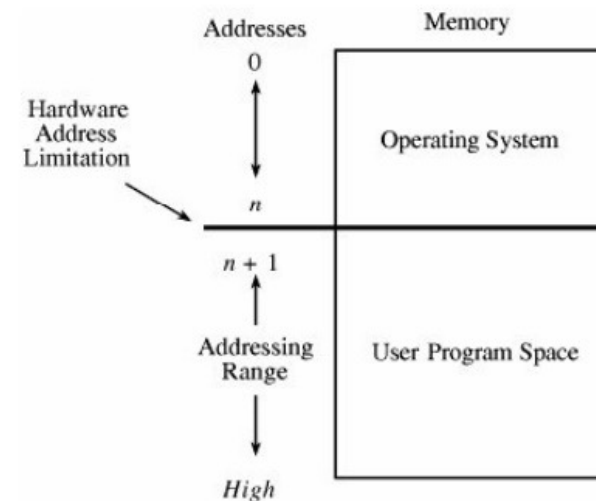 Addresses
Memory
0
Hardware
Address
Limitation
Operating System
n
n + 1
Addressing
Range
User Program Space
High